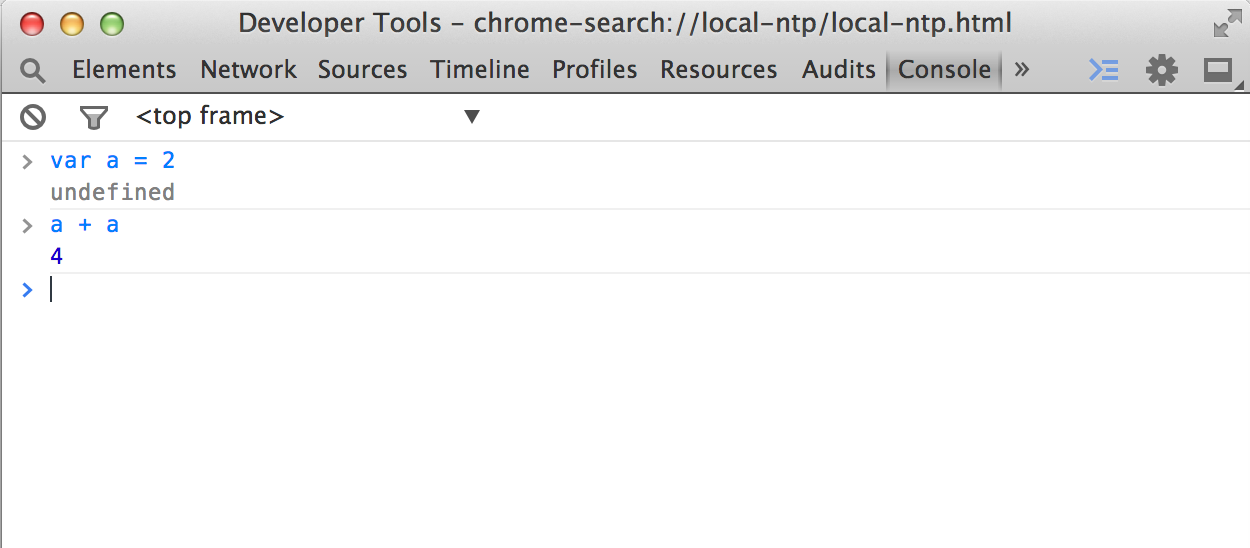 Developer Tools - chrome-search://local-ntp/local-ntp.html
Elements Network Sources Timeline Profiles Resources Audits Console »
<top frame> ▼
> var a = 2
undefined
> a + a
4
>